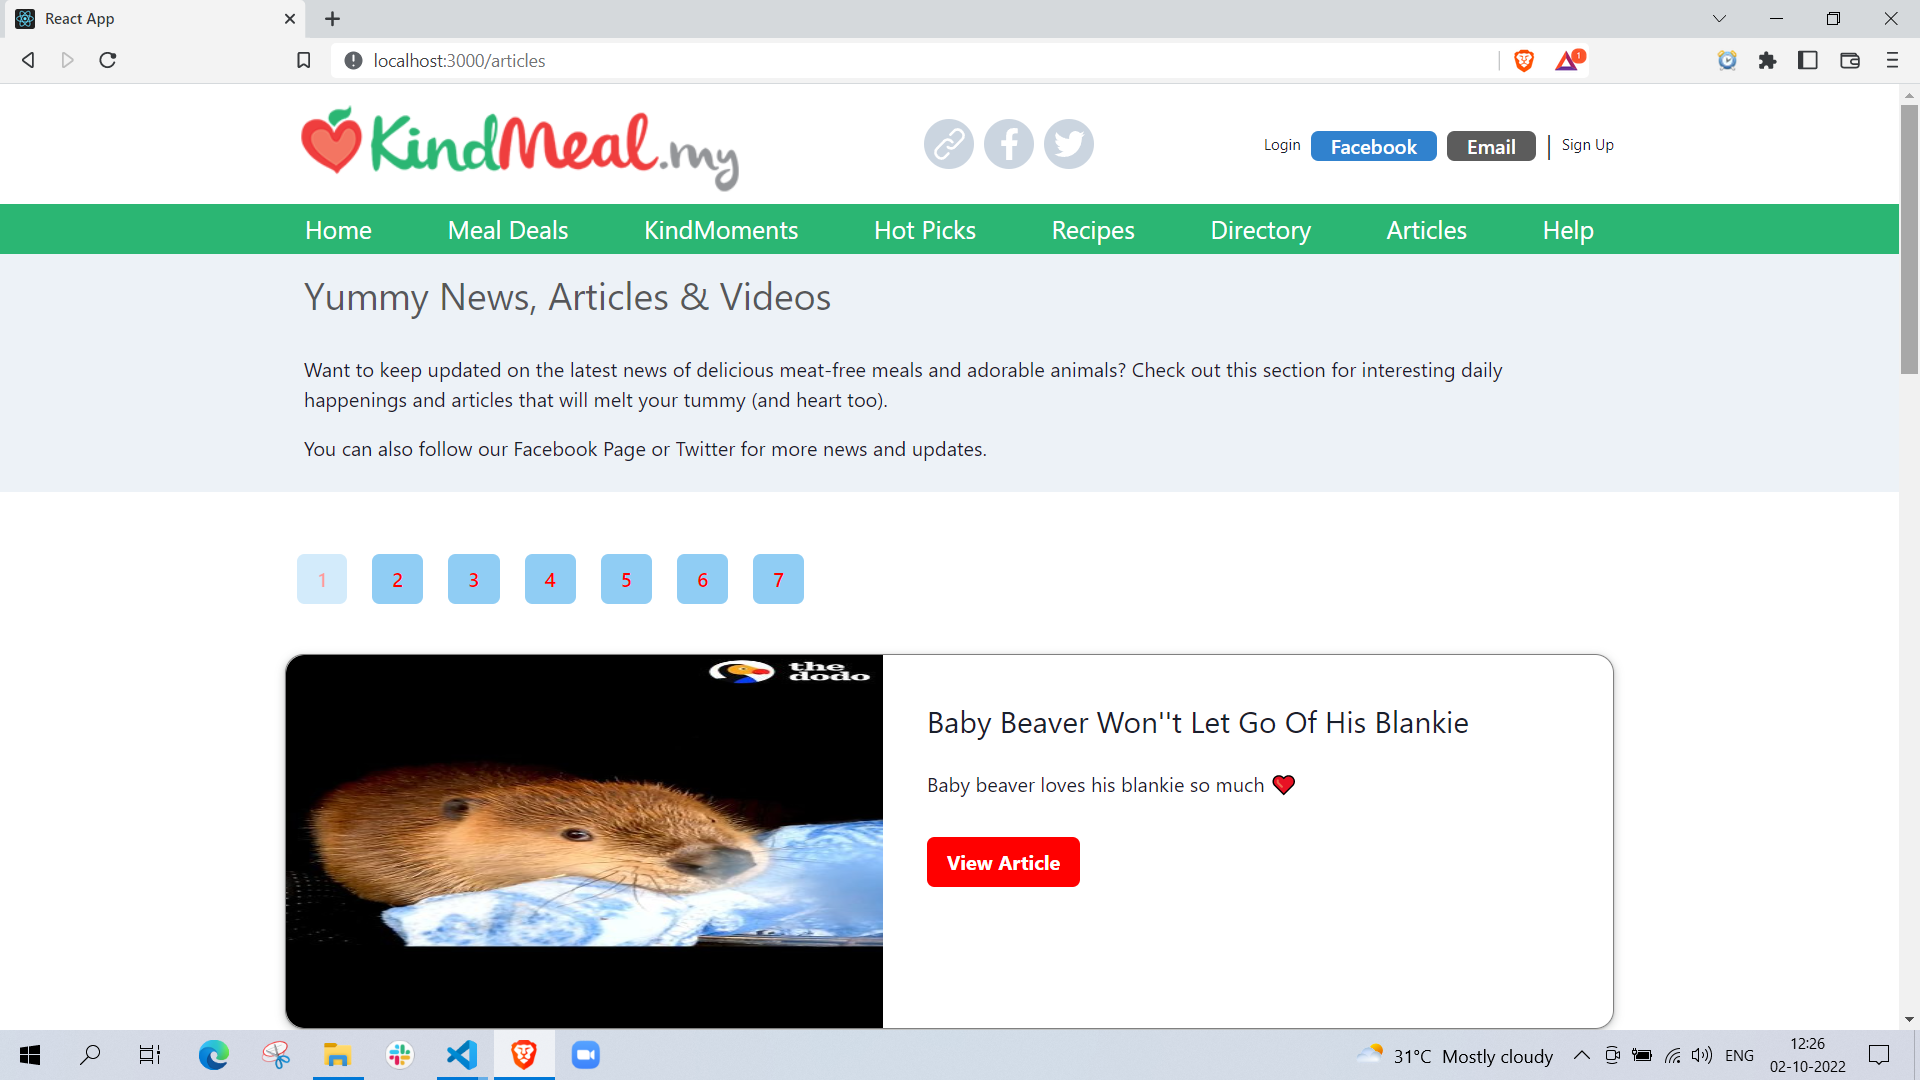 React App
localhost:3000/articles
1
KindMeal.my
Login Facebook Email | Sign Up
Home Meal Deals KindMoments Hot Picks Recipes Directory Articles Help
Yummy News, Articles & Videos
Want to keep updated on the latest news of delicious meat-free meals and adorable animals? Check out this section for interesting daily
happenings and articles that will melt your tummy (and heart too).
You can also follow our Facebook Page or Twitter for more news and updates.
1 2 3 4 5 6 7
the
dodo
Baby Beaver Won''t Let Go Of His Blankie
Baby beaver loves his blankie so much ❤
View Article
31°C Mostly cloudy
ENG
12:26
02-10-2022